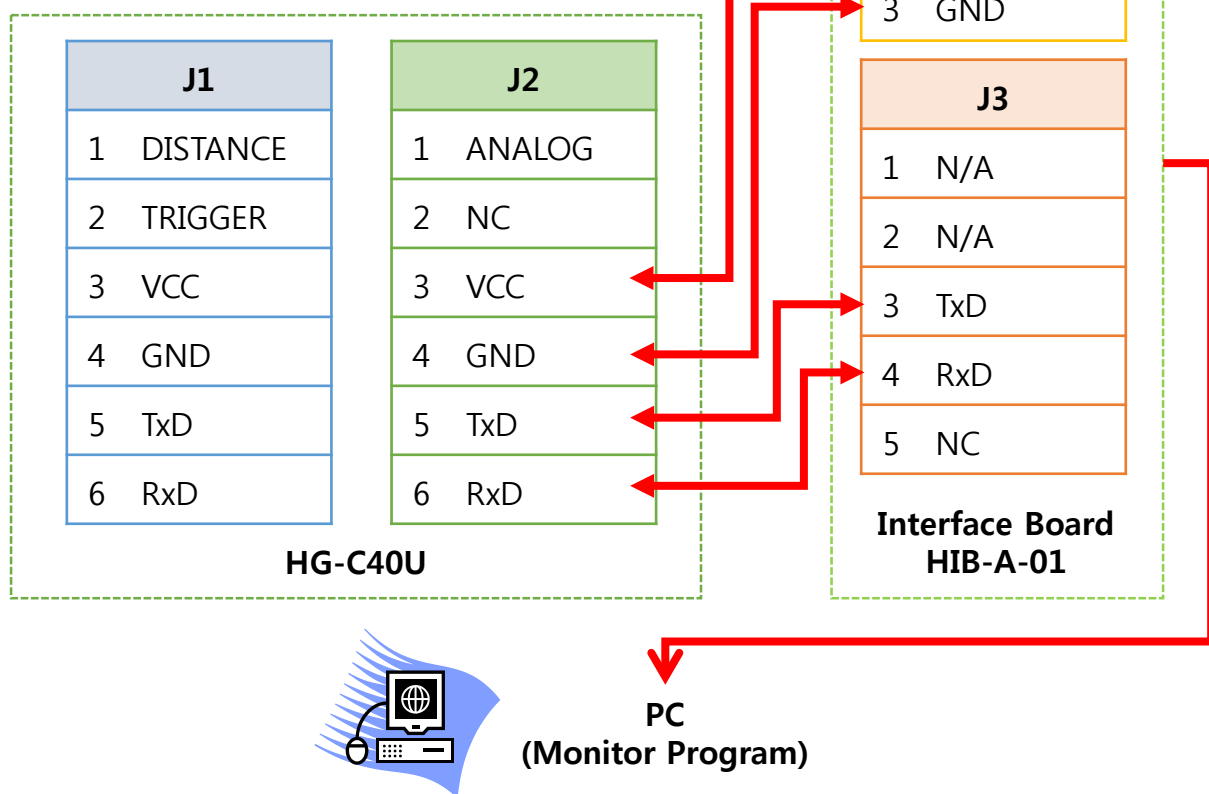 3 GND
J1
1 DISTANCE
2 TRIGGER
3 VCC
4 GND
5 TxD
6 RxD
J2
1 ANALOG
2 NC
3 VCC
4 GND
5 TxD
6 RxD
HG-C40U
J3
1 N/A
2 N/A
3 TxD
4 RxD
5 NC
Interface Board
HIB-A-01
PC
(Monitor Program)